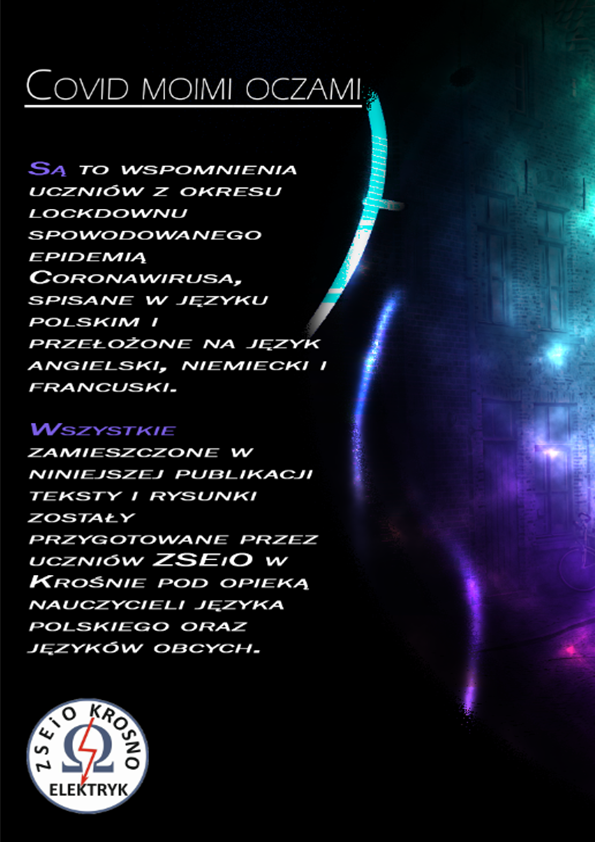 Covid moimi oczami
Są to wspomnienia
uczniów z okresu
lockdownu
spowodowanego
epidemią
Coronawirusa,
spisane w języku
polskim i
przełożone na język
angielski, niemiecki i
francuski.
Wszystkie
zamieszczone w
niniejszej publikacji
teksty i rysunki
zostały
przygotowane przez
uczniów ZSEiO w
Krośnie pod opieką
nauczycieli języka
polskiego oraz
języków obcych.
ZSEiO KROSNO
Ω
ELEKTRYK